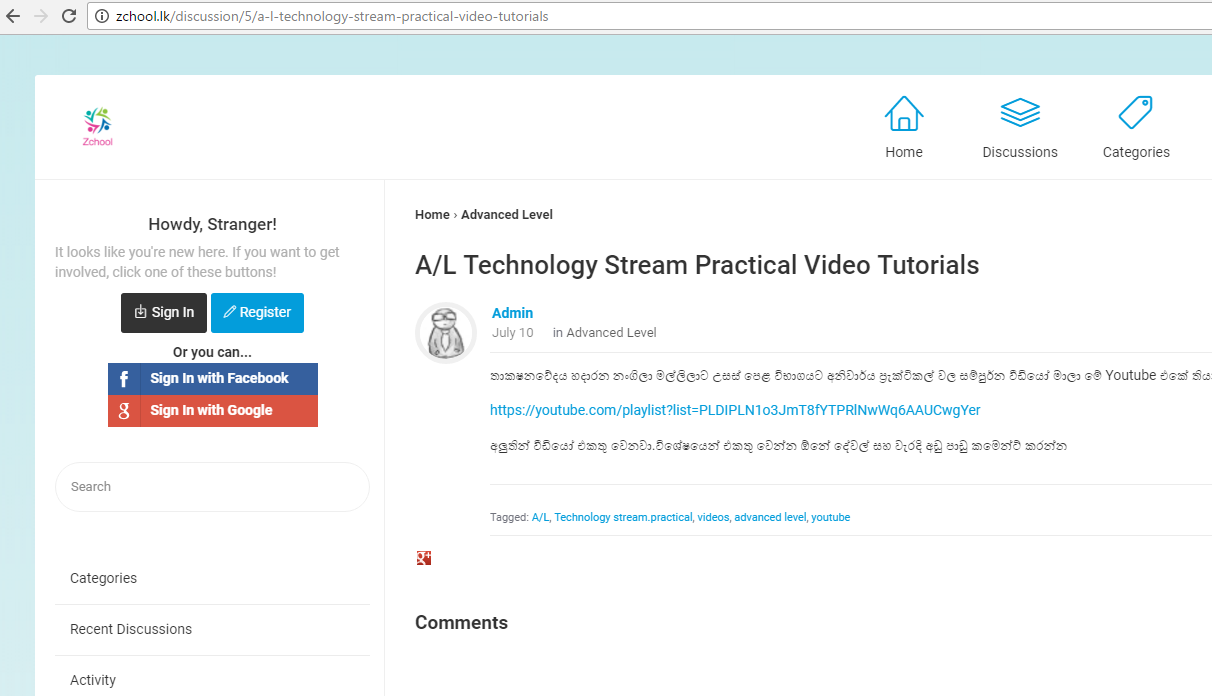 zchool.lk/discussion/5/a-l-technology-stream-practical-video-tutorials
Zchool
Home
Discussions
Categories
Howdy, Stranger!
It looks like you're new here. If you want to get
involved, click one of these buttons!
Sign In
Register
Or you can...
Sign In with Facebook
Sign In with Google
Search
Categories
Recent Discussions
Activity
Home › Advanced Level
A/L Technology Stream Practical Video Tutorials
Admin
July 10 in Advanced Level
තාක්ෂනවේදය හදාරන නංගිලා මල්ලිලාට උසස් පෙළ විභාගයට අනිවාර්ය ප්‍රැක්ටිකල් වල සම්පුර්න වීඩියෝ මාලා මේ Youtube එකේ
https://youtube.com/playlist?list=PLDIPLN1o3JmT8fYTPRlNwWq6AAUCwgYer
අලුතින් වීඩියෝ එකතු වෙනවා.විශේෂයෙන් එකතු වෙන්න ඕනේ දේවල් සහ වැරදි අඩු පාඩු කමෙන්ට් කරන්න
Tagged: A/L, Technology stream.practical, videos, advanced level, youtube
g+
Comments